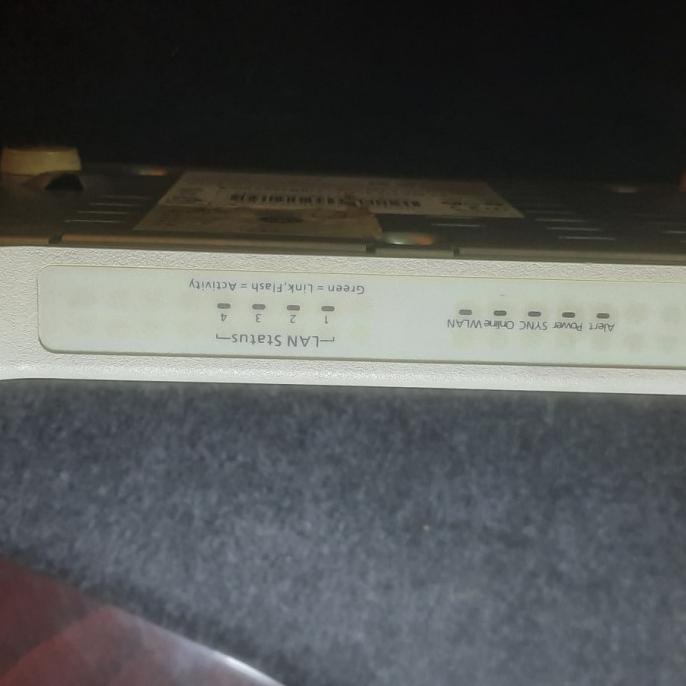 Alert Power SYNC Online WLAN
LAN Status
1 2 3 4
Green = Link,Flash = Activity